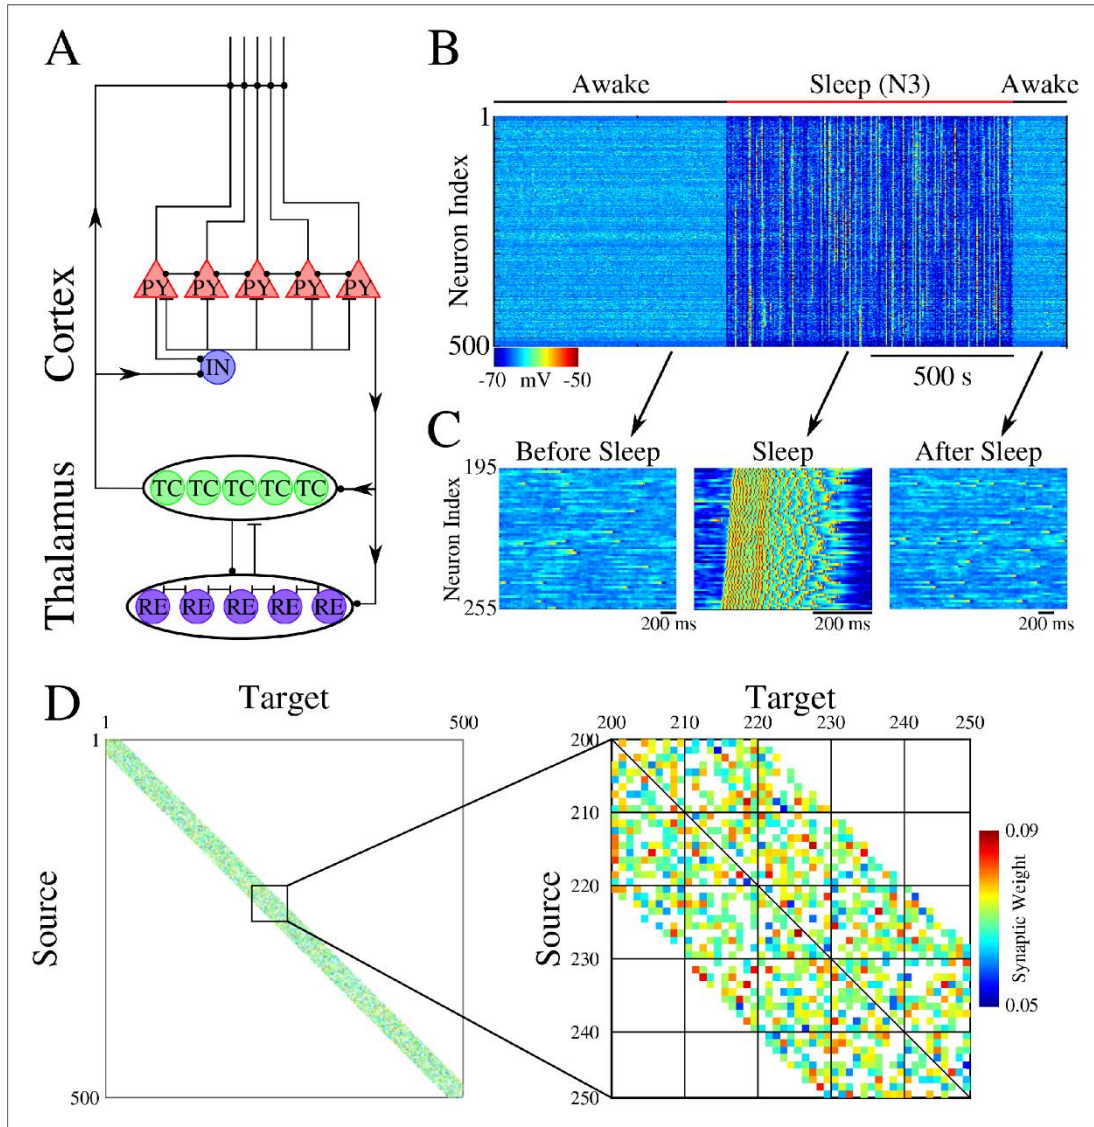 A
Cortex
Thalamus
PY PY PY PY PY
IN
TC TC TC TC TC
RE RE RE RE RE
B
Awake Sleep (N3) Awake
1
Neuron Index
500
-70 mV -50
500 s
C
Before Sleep Sleep After Sleep
195
Neuron Index
255
200 ms 200 ms 200 ms
D
Target
1 500
1
Source
500
Target
200 210 220 230 240 250
200
210
220
230
240
250
Source
0.09
Synaptic Weight
0.05